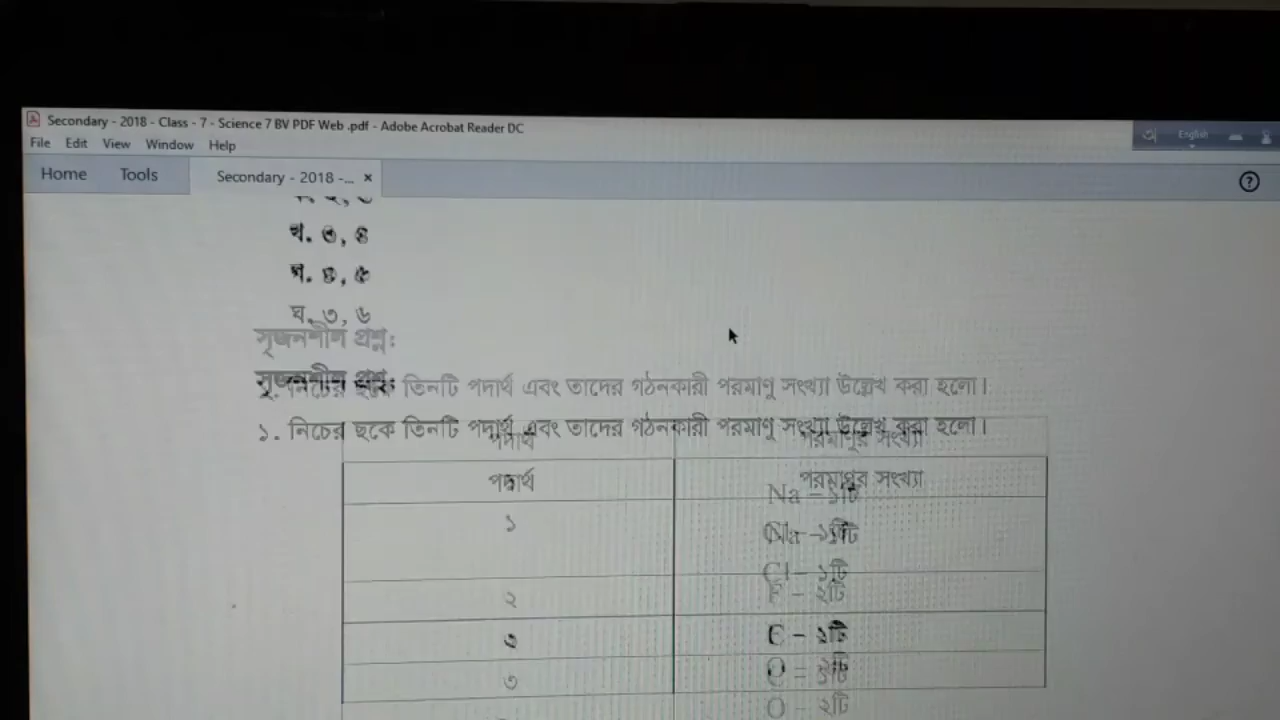 Secondary - 2018 - Class - 7 - Science 7 BV PDF Web .pdf - Adobe Acrobat Reader DC
English
File Edit View Window Help
Home Tools Secondary - 2018 -... ×
খ. ৩, ৪
গ. ৪, ৫
ঘ. ৩, ৬
সৃজনশীল প্রশ্ন:
১. নিচের ছকে তিনটি পদার্থ এবং তাদের গঠনকারী পরমাণু সংখ্যা উল্লেখ করা হলো।
পদার্থ পরমাণুর সংখ্যা
১ Na – ১টি
Cl – ১টি
২ F – ২টি
৩
O – ২টি